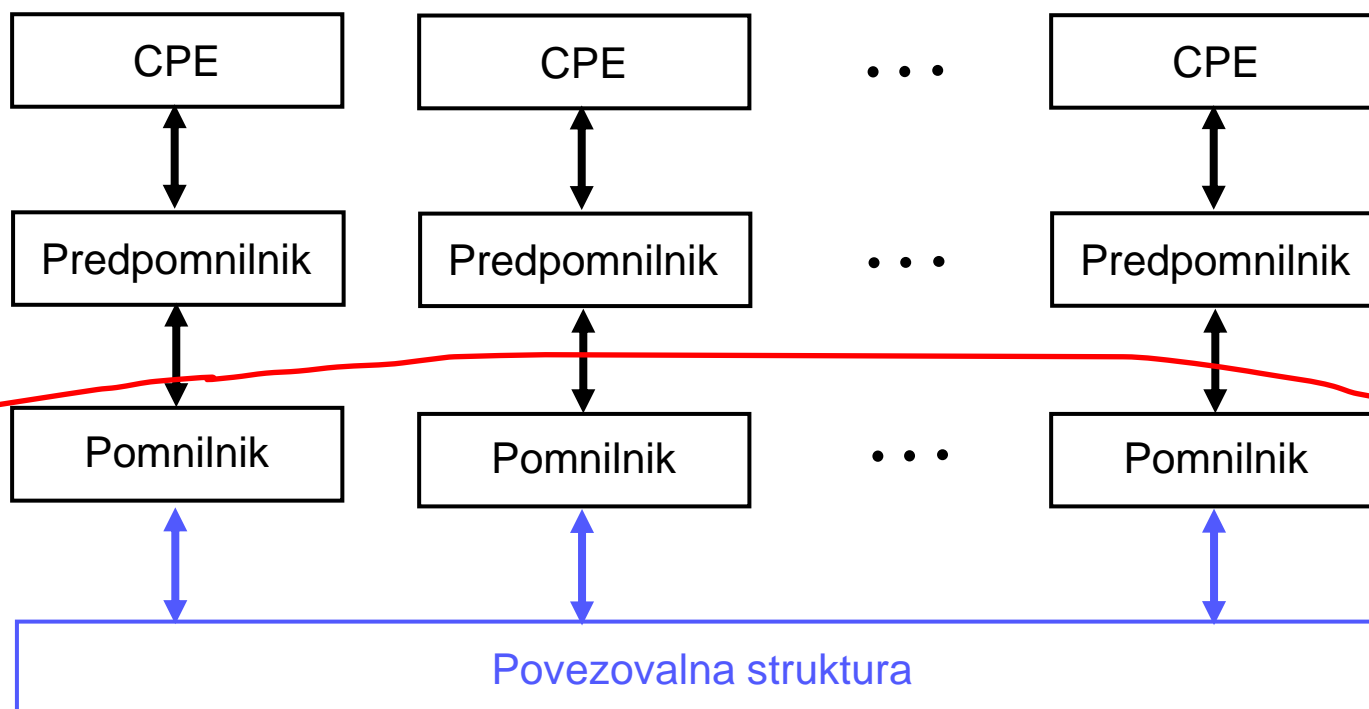 CPE CPE • • • CPE
Predpomnilnik Predpomnilnik • • • Predpomnilnik
Pomnilnik Pomnilnik • • • Pomnilnik
Povezovalna struktura